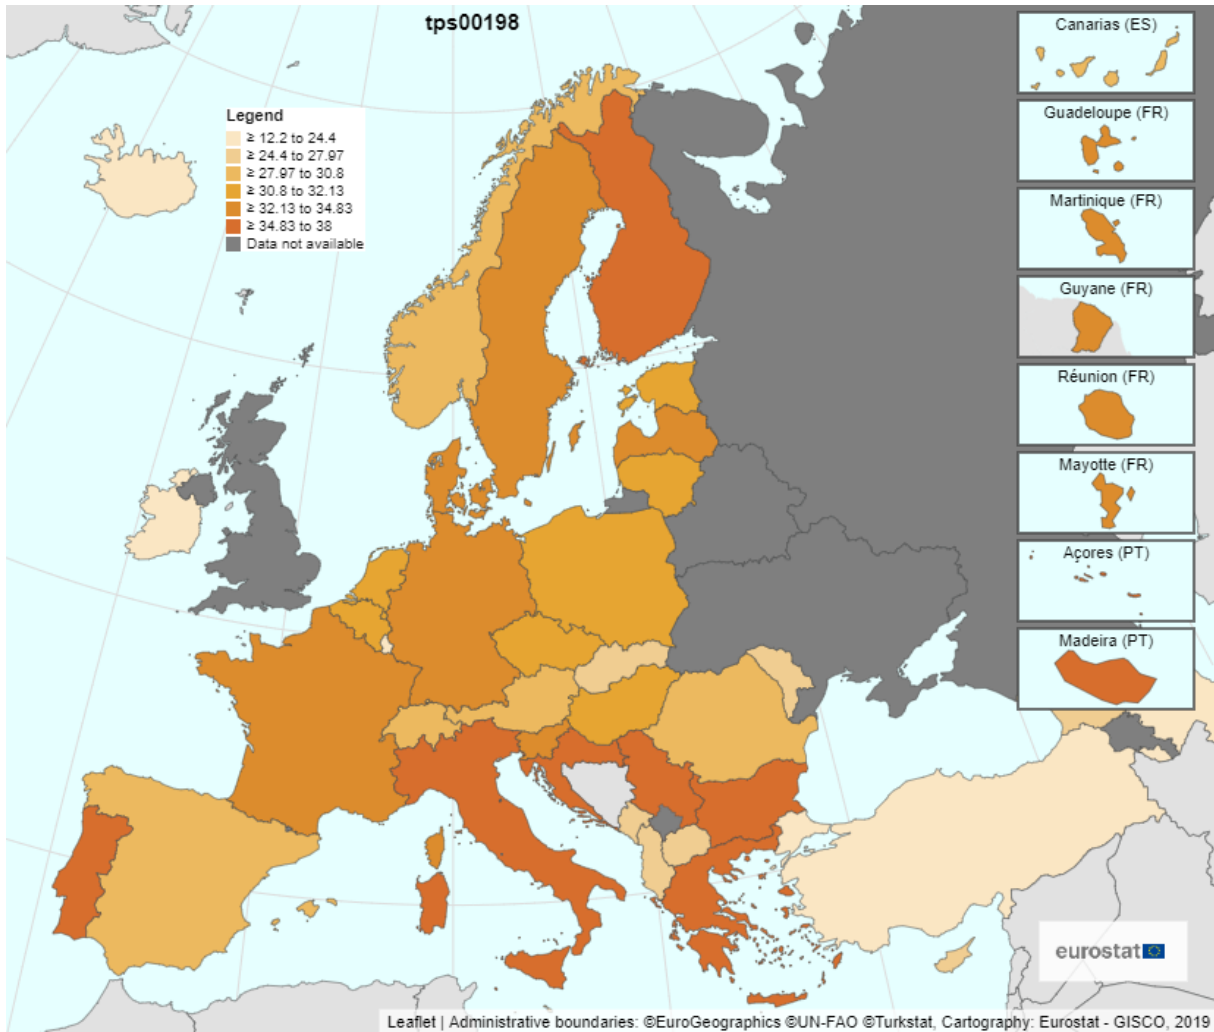 tps00198
Legend
≥ 12.2 to 24.4
≥ 24.4 to 27.97
≥ 27.97 to 30.8
≥ 30.8 to 32.13
≥ 32.13 to 34.83
≥ 34.83 to 38
Data not available
Canarias (ES)
Guadeloupe (FR)
Martinique (FR)
Guyane (FR)
Réunion (FR)
Mayotte (FR)
Açores (PT)
Madeira (PT)
eurostat
Leaflet | Administrative boundaries: ©EuroGeographics ©UN-FAO ©Turkstat, Cartography: Eurostat - GISCO, 2019